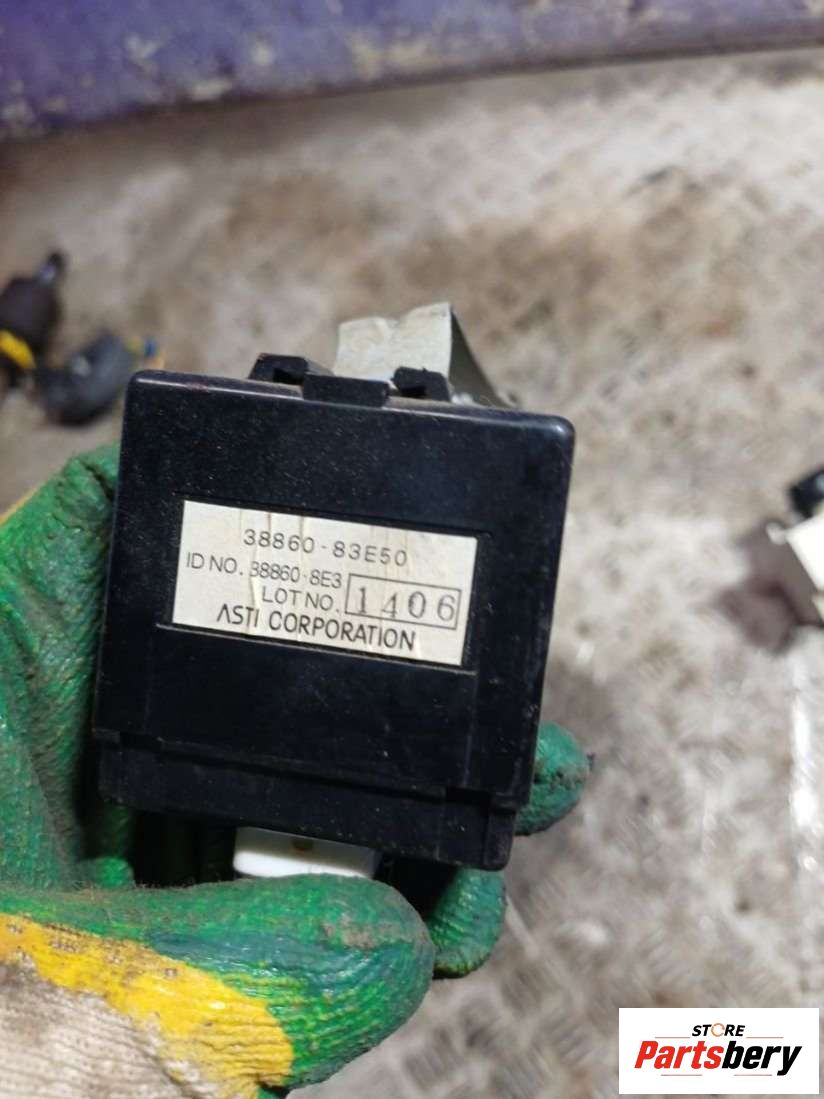 38860-83E50
ID NO. 38860-8E3
LOT NO. 1406
ASTI CORPORATION
STORE
Partsbery